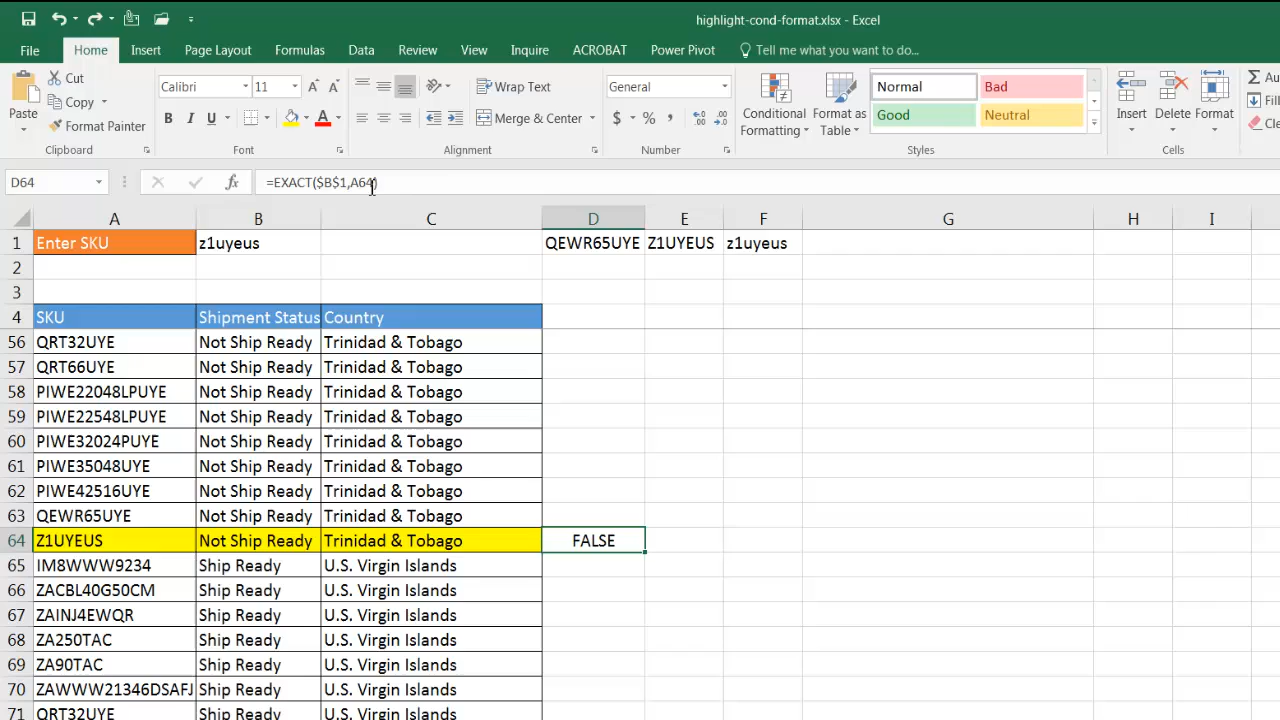 highlight-cond-format.xlsx - Excel
File Home Insert Page Layout Formulas Data Review View Inquire ACROBAT Power Pivot Tell me what you want to do...
Paste
Cut
Copy
Format Painter
Clipboard
Calibri 11
B I U
Font
Wrap Text
Merge & Center
Alignment
General
$ % ,
Number
Conditional Formatting
Format as Table
Normal Bad
Good Neutral
Styles
Insert Delete Format
Cells
Au
Fill
Cle
D64 fx =EXACT($B$1,A64)
A B C D E F G H I
1 Enter SKU z1uyeus QEWR65UYE Z1UYEUS z1uyeus
2
3
4 SKU Shipment Status Country
56 QRT32UYE Not Ship Ready Trinidad & Tobago
57 QRT66UYE Not Ship Ready Trinidad & Tobago
58 PIWE22048LPUYE Not Ship Ready Trinidad & Tobago
59 PIWE22548LPUYE Not Ship Ready Trinidad & Tobago
60 PIWE32024PUYE Not Ship Ready Trinidad & Tobago
61 PIWE35048UYE Not Ship Ready Trinidad & Tobago
62 PIWE42516UYE Not Ship Ready Trinidad & Tobago
63 QEWR65UYE Not Ship Ready Trinidad & Tobago
64 Z1UYEUS Not Ship Ready Trinidad & Tobago FALSE
65 IM8WWW9234 Ship Ready U.S. Virgin Islands
66 ZACBL40G50CM Ship Ready U.S. Virgin Islands
67 ZAINJ4EWQR Ship Ready U.S. Virgin Islands
68 ZA250TAC Ship Ready U.S. Virgin Islands
69 ZA90TAC Ship Ready U.S. Virgin Islands
70 ZAWWW21346DSAFJ Ship Ready U.S. Virgin Islands
71 QRT32UYE Ship Ready U.S. Virgin Islands